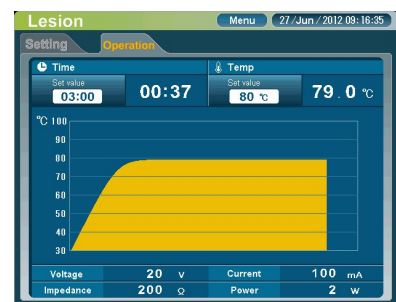 Lesion Menu 27/Jun/2012 09:16:35
Setting Operation
Time Temp
Set value Set value
03:00 00:37 80 ℃ 79.0 ℃
℃ 100
90
80
70
60
50
40
30
Voltage 20 V Current 100 mA
Impedance 200 Ω Power 2 W